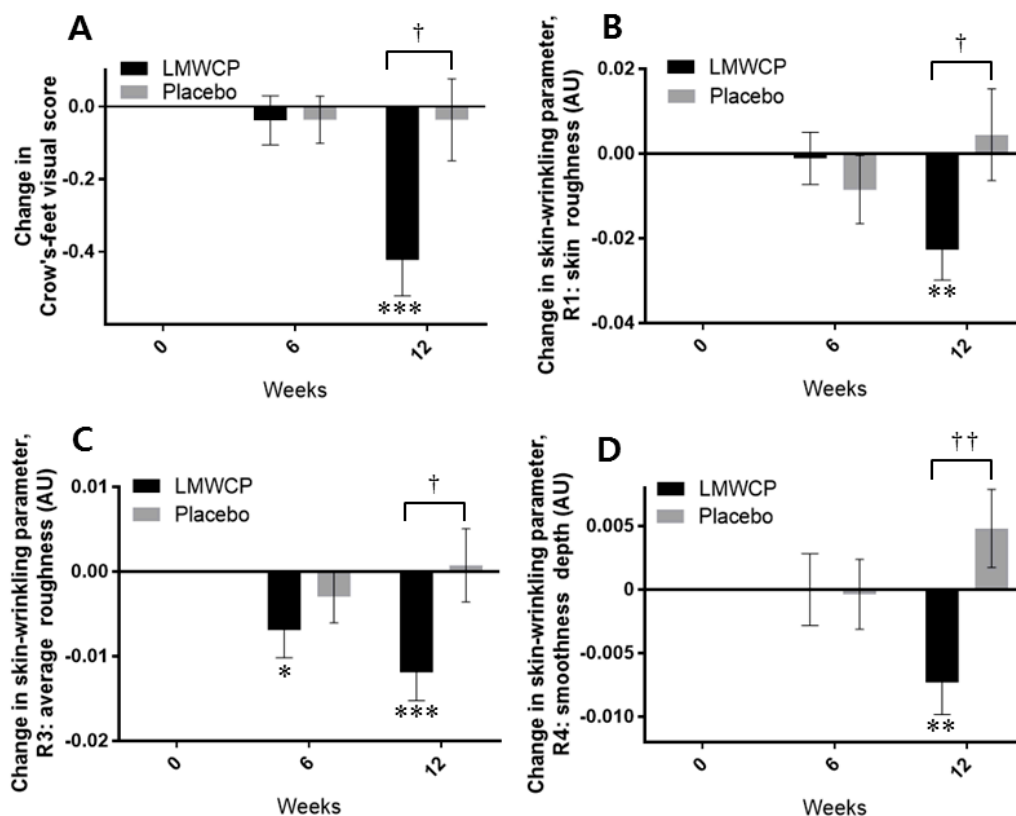 A
†
LMWCP
Placebo
0.0
-0.2
-0.4
Change in
Crow's-feet visual score
***
0
6
12
Weeks
B
†
LMWCP
Placebo
0.02
0.00
-0.02
-0.04
Change in skin-wrinkling parameter,
R1: skin roughness (AU)
**
0
6
12
Weeks
C
†
LMWCP
Placebo
0.01
0.00
-0.01
-0.02
Change in skin-wrinkling parameter,
R3: average roughness (AU)
*
***
0
6
12
Weeks
D
††
LMWCP
Placebo
0.005
0
-0.005
-0.010
Change in skin-wrinkling parameter,
R4: smoothness depth (AU)
**
0
6
12
Weeks